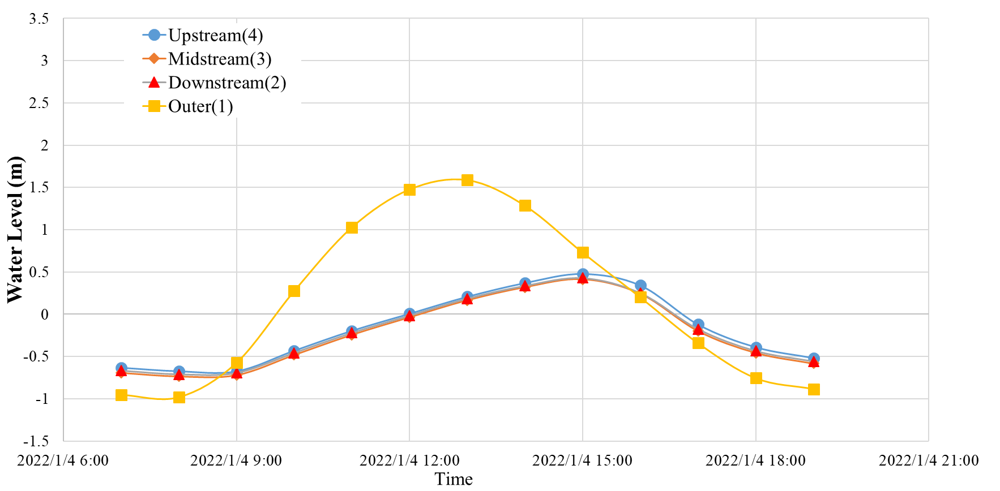 3.5
3
2.5
2
1.5
1
0.5
0
-0.5
-1
-1.5
Water Level (m)
Upstream(4)
Midstream(3)
Downstream(2)
Outer(1)
2022/1/4 6:00
2022/1/4 9:00
2022/1/4 12:00
2022/1/4 15:00
2022/1/4 18:00
2022/1/4 21:00
Time